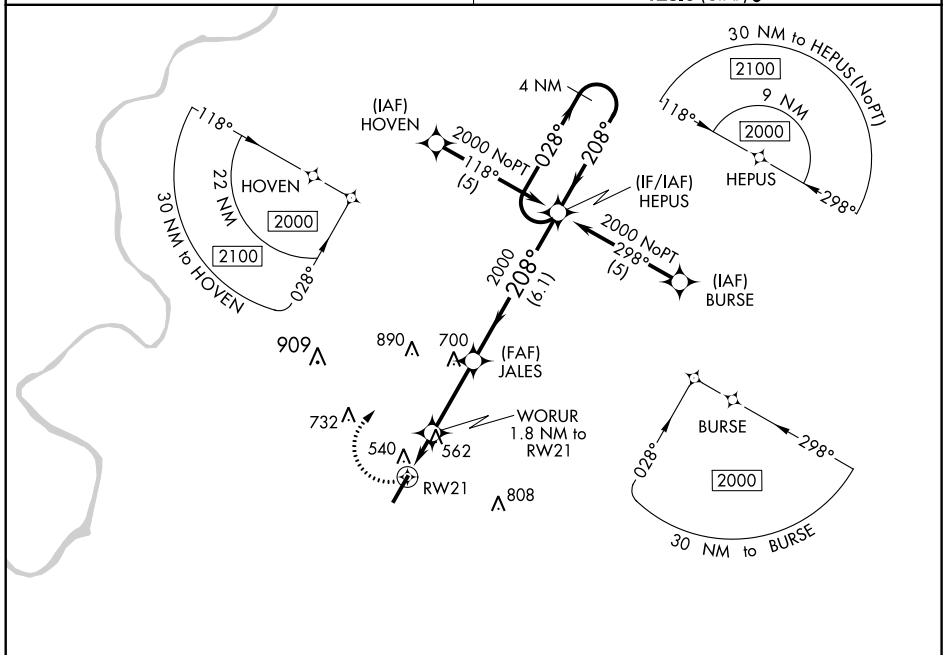 30 NM to HEPUS (NoPT)
2100
9 NM
2000
118°
HEPUS
298°
4 NM
028°
208°
(IAF)
HOVEN
2000 NoPT
118°
(5)
(IF/IAF)
HEPUS
2000 NoPT
298°
(5)
(IAF)
BURSE
118°
HOVEN
22 NM
2000
2100
30 NM to HOVEN
028°
2000
208°
(6.1)
909
890
700
(FAF)
JALES
732
WORUR
1.8 NM to
RW21
540
562
RW21
808
BURSE
298°
028°
2000
30 NM to BURSE